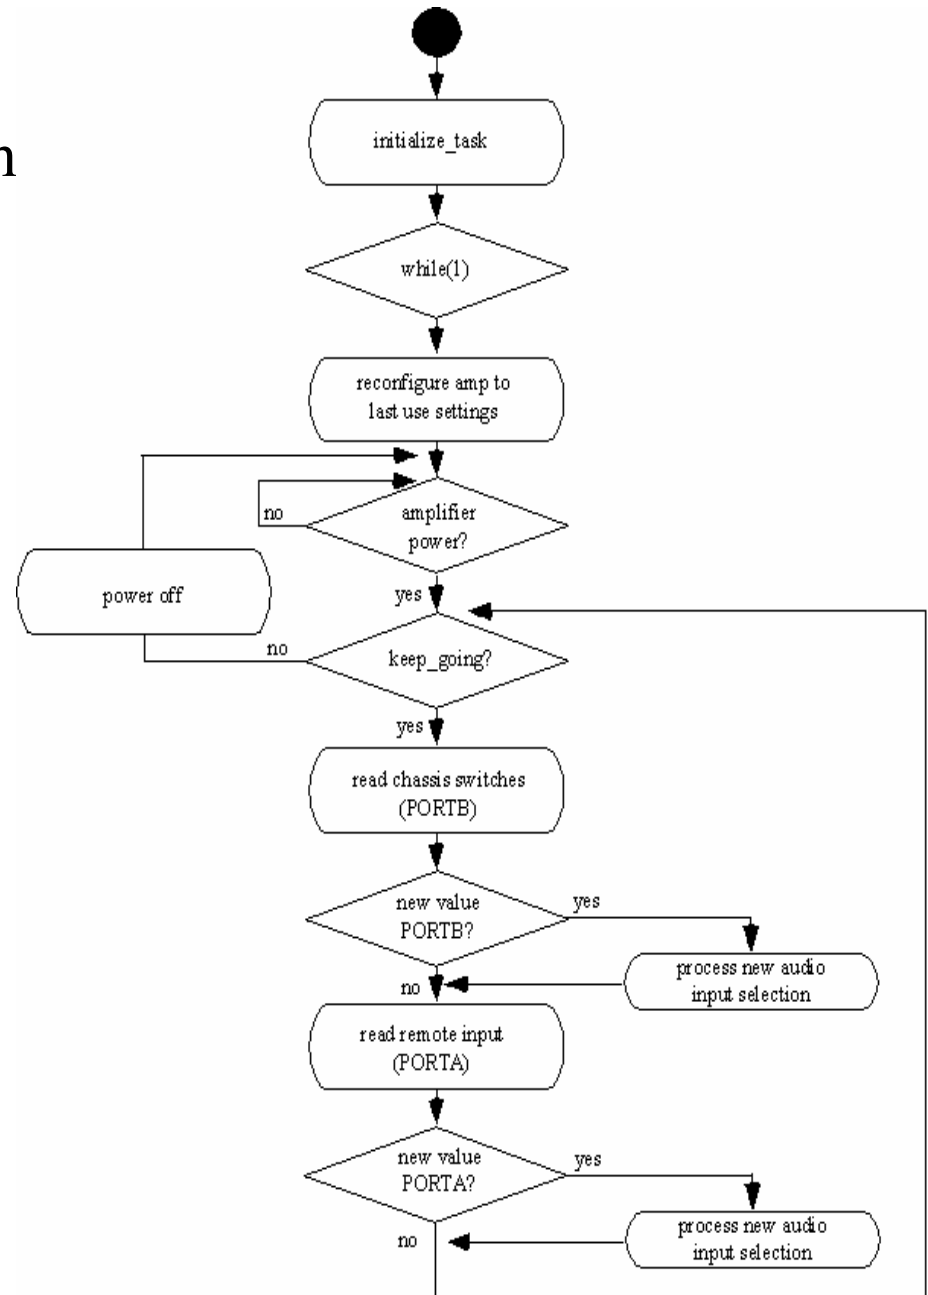 n
initialize_task
while(1)
reconfigure amp to
last use settings
no
amplifier
power?
power off
yes
no
keep_going?
yes
read chassis switches
(PORTB)
new value
PORTB?
yes
process new audio
input selection
no
read remote input
(PORTA)
new value
PORTA?
yes
no
process new audio
input selection